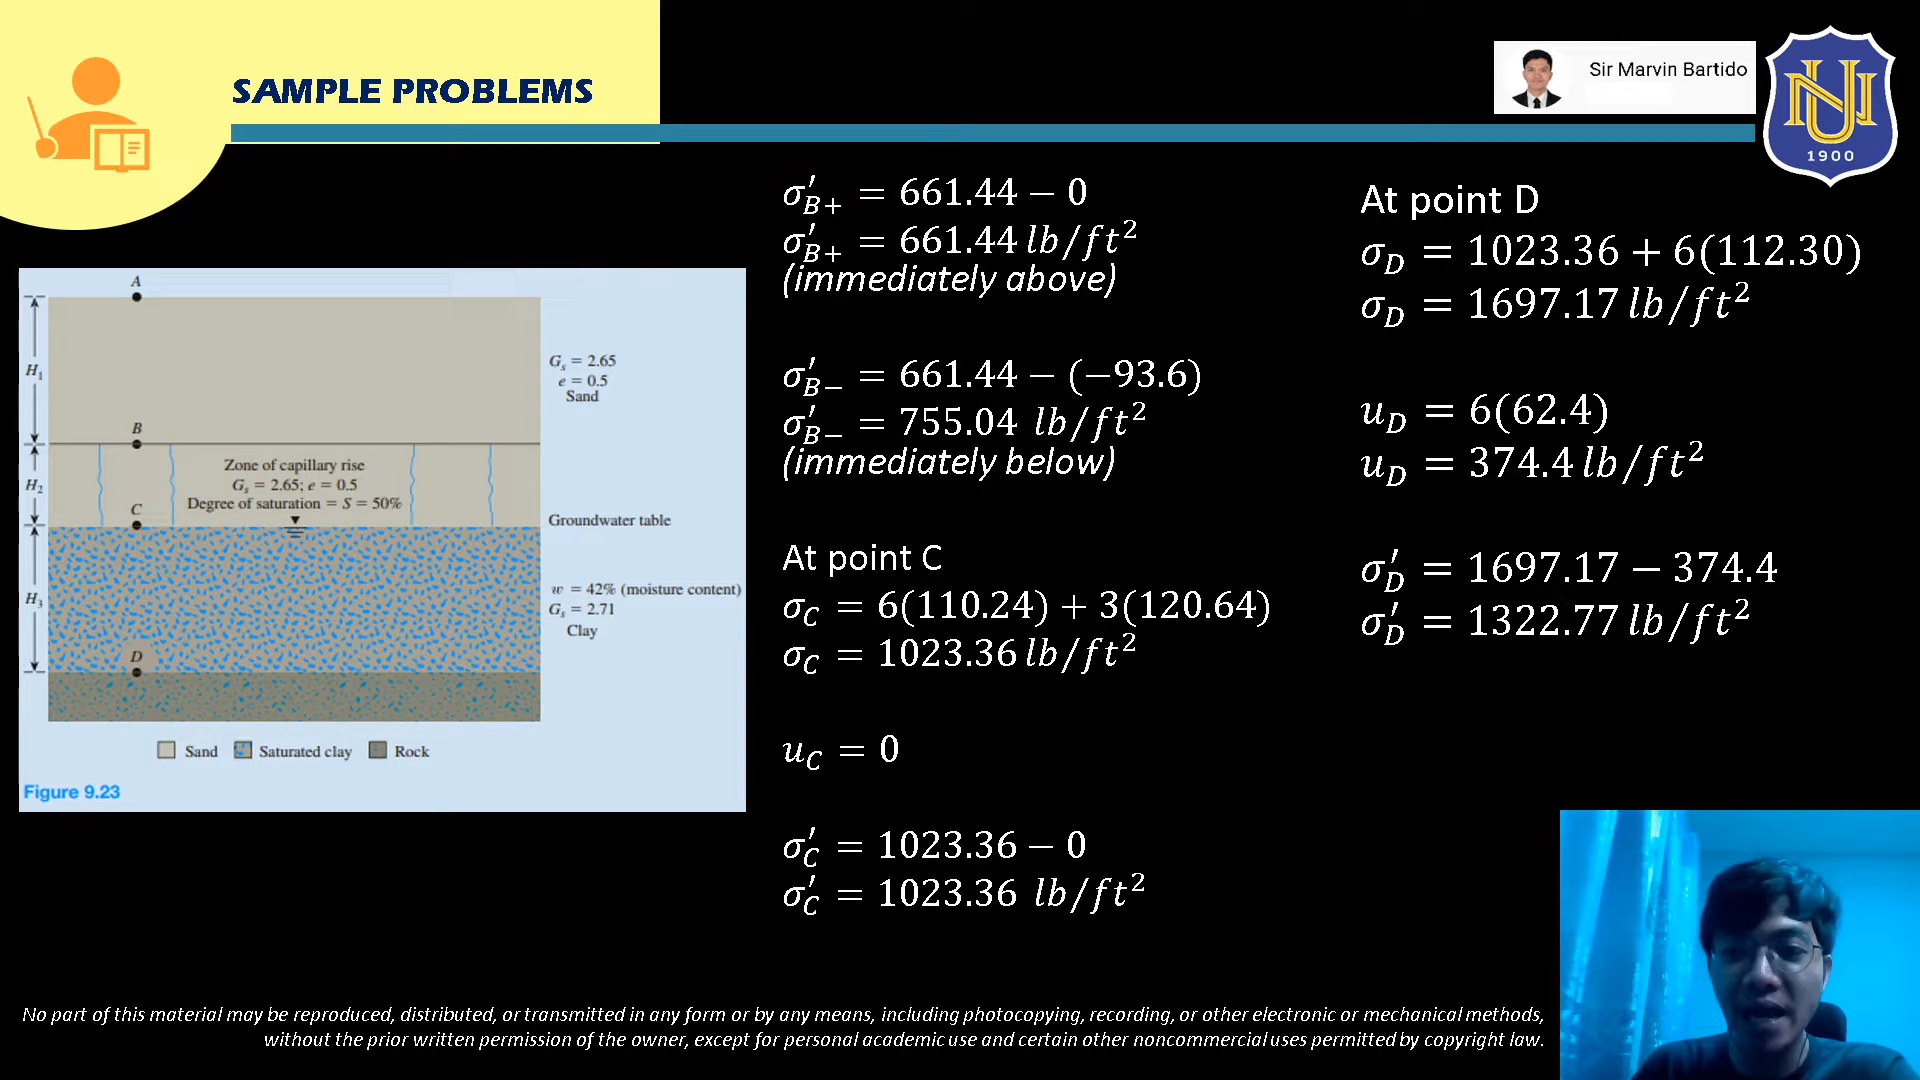 SAMPLE PROBLEMS
Sir Marvin Bartido
NU
1900
A
H₁
Gₛ = 2.65
e = 0.5
Sand
B
H₂
Zone of capillary rise
Gₛ = 2.65; e = 0.5
Degree of saturation = S = 50%
C
Groundwater table
H₃
w = 42% (moisture content)
Gₛ = 2.71
Clay
D
Sand Saturated clay Rock
Figure 9.23
σ′_B+ = 661.44 − 0
σ′_B+ = 661.44 lb/ft²
(immediately above)
σ′_B− = 661.44 − (−93.6)
σ′_B− = 755.04 lb/ft²
(immediately below)
At point C
σ_C = 6(110.24) + 3(120.64)
σ_C = 1023.36 lb/ft²
u_C = 0
σ′_C = 1023.36 − 0
σ′_C = 1023.36 lb/ft²
At point D
σ_D = 1023.36 + 6(112.30)
σ_D = 1697.17 lb/ft²
u_D = 6(62.4)
u_D = 374.4 lb/ft²
σ′_D = 1697.17 − 374.4
σ′_D = 1322.77 lb/ft²
No part of this material may be reproduced, distributed, or transmitted in any form or by any means, including photocopying, recording, or other electronic or mechanical methods,
without the prior written permission of the owner, except for personal academic use and certain other noncommercial uses permitted by copyright law.